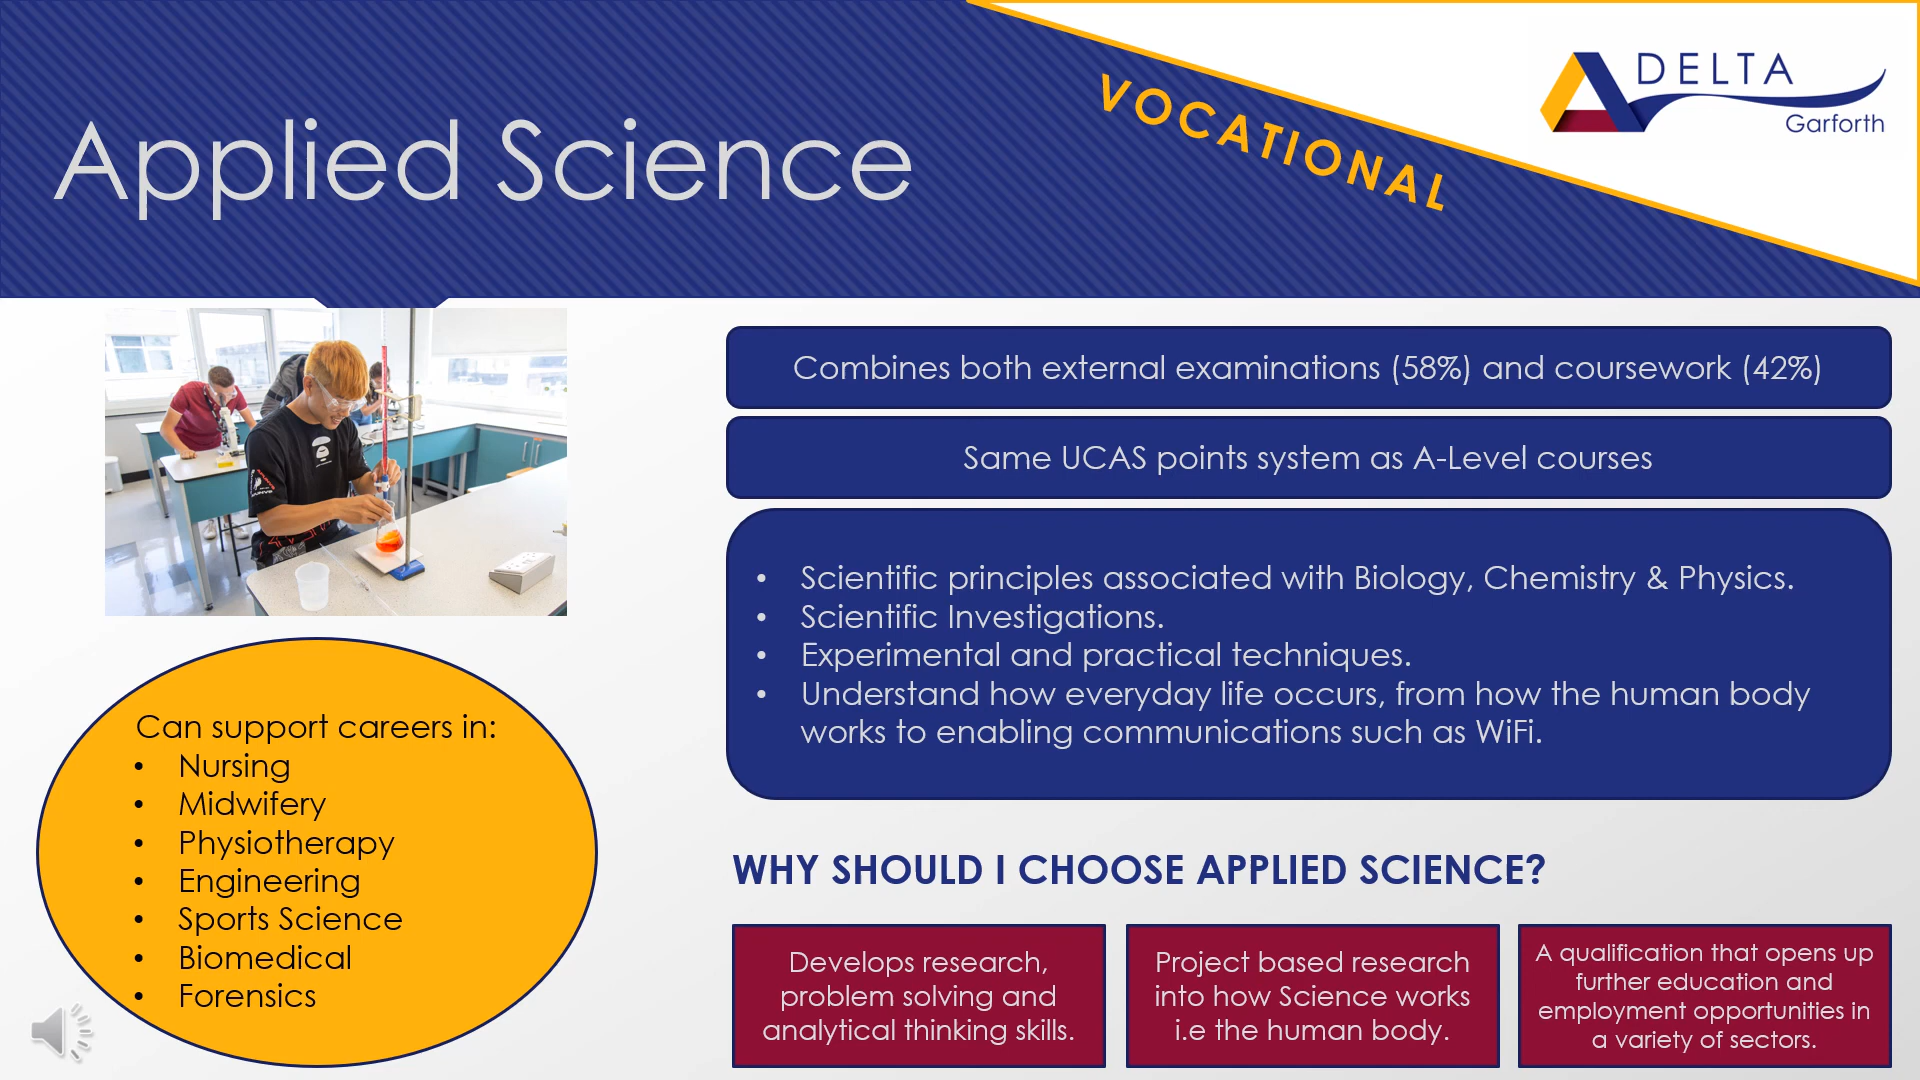 Applied Science
VOCATIONAL
DELTA
Garforth
Combines both external examinations (58%) and coursework (42%)
Same UCAS points system as A-Level courses
• Scientific principles associated with Biology, Chemistry & Physics.
• Scientific Investigations.
• Experimental and practical techniques.
• Understand how everyday life occurs, from how the human body
works to enabling communications such as WiFi.
Can support careers in:
• Nursing
• Midwifery
• Physiotherapy
• Engineering
• Sports Science
• Biomedical
• Forensics
WHY SHOULD I CHOOSE APPLIED SCIENCE?
Develops research,
problem solving and
analytical thinking skills.
Project based research
into how Science works
i.e the human body.
A qualification that opens up
further education and
employment opportunities in
a variety of sectors.